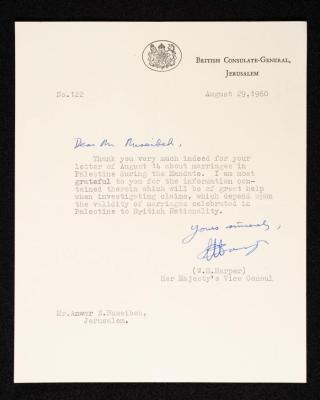 British Consulate-General,
Jerusalem
No.122 August 29, 1960
Dear Mr Nuseibeh,
Thank you very much indeed for your
letter of August 14 about marriages in
Palestine during the Mandate. I am most
grateful to you for the information con-
tained therein which will be of great help
when investigating claims, which depend upon
the validity of marriages celebrated in
Palestine to British Nationality.
Yours sincerely,
(W.H.Harper)
Her Majesty's Vice Consul
Mr.Anwar S.Nuseibeh,
Jerusalem.